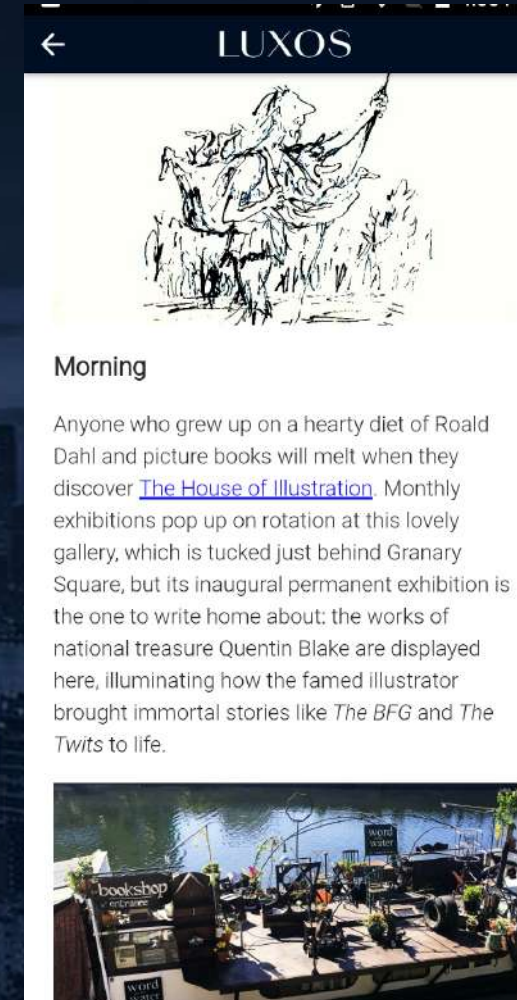 LUXOS
Morning
Anyone who grew up on a hearty diet of Roald
Dahl and picture books will melt when they
discover The House of Illustration. Monthly
exhibitions pop up on rotation at this lovely
gallery, which is tucked just behind Granary
Square, but its inaugural permanent exhibition is
the one to write home about: the works of
national treasure Quentin Blake are displayed
here, illuminating how the famed illustrator
brought immortal stories like The BFG and The
Twits to life.
word
water
bookshop
entrance
word
water